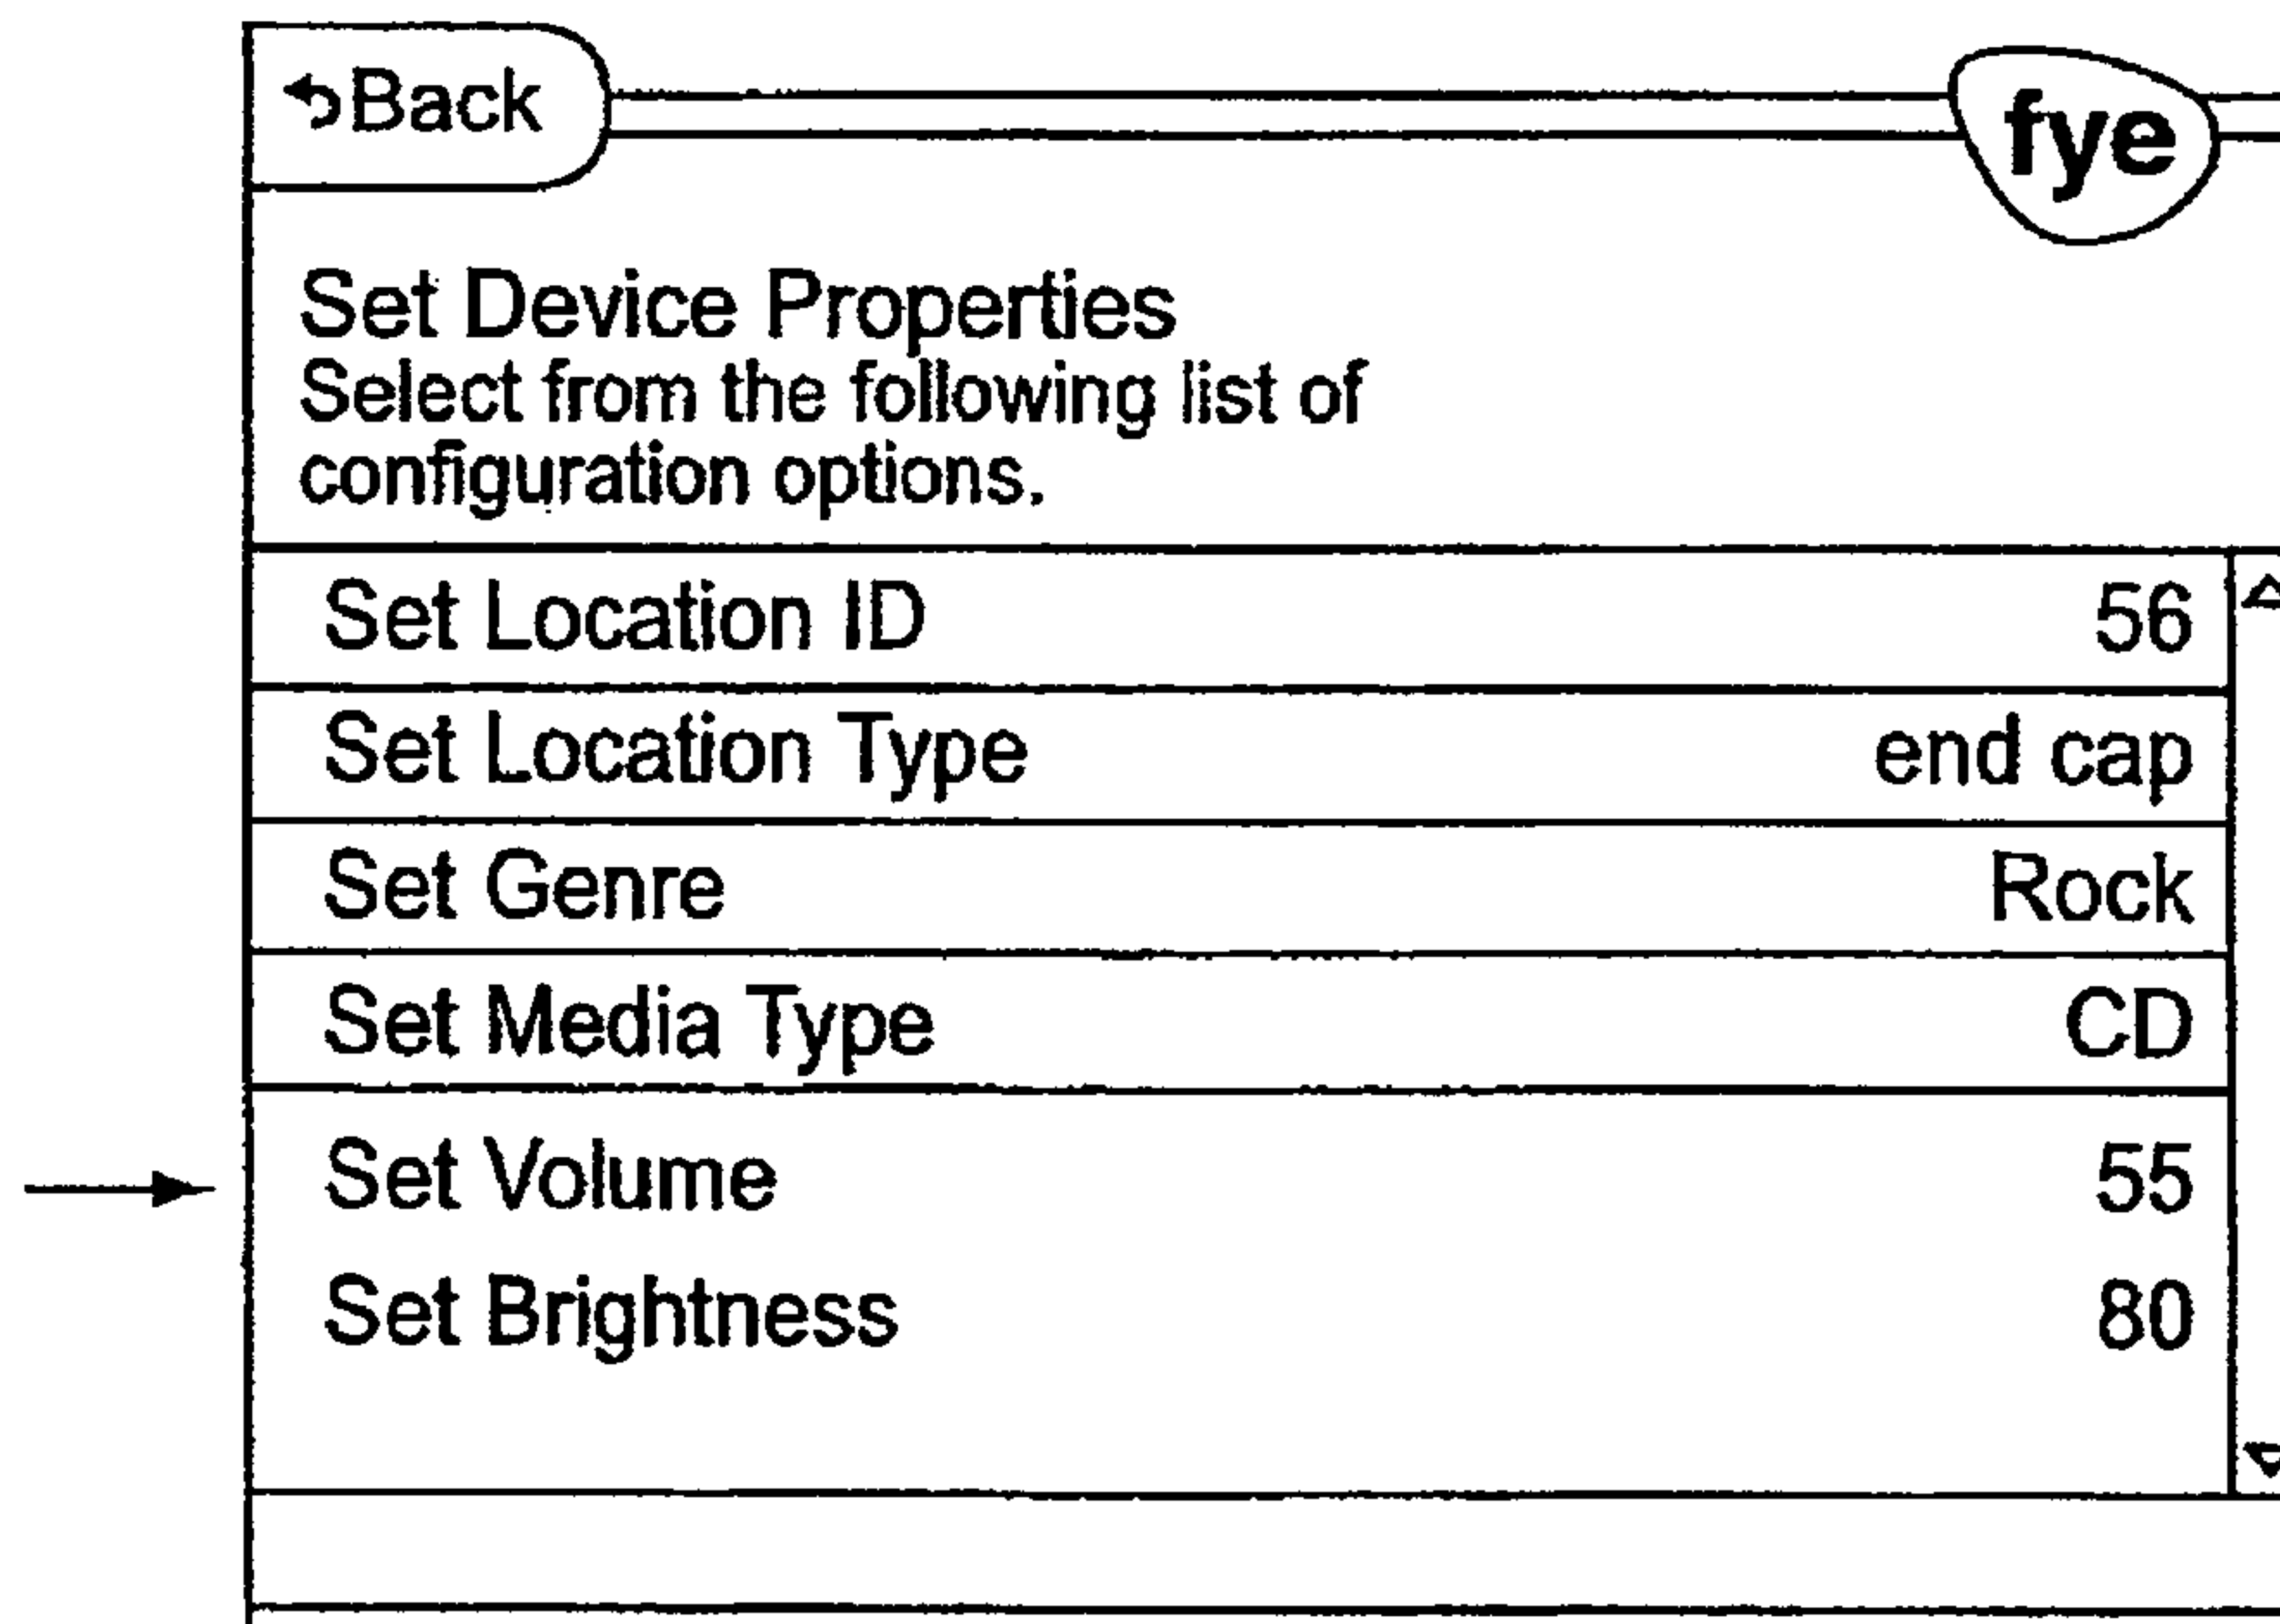 Back
fye
Set Device Properties
Select from the following list of
configuration options.
Set Location ID 56
Set Location Type end cap
Set Genre Rock
Set Media Type CD
Set Volume 55
Set Brightness 80